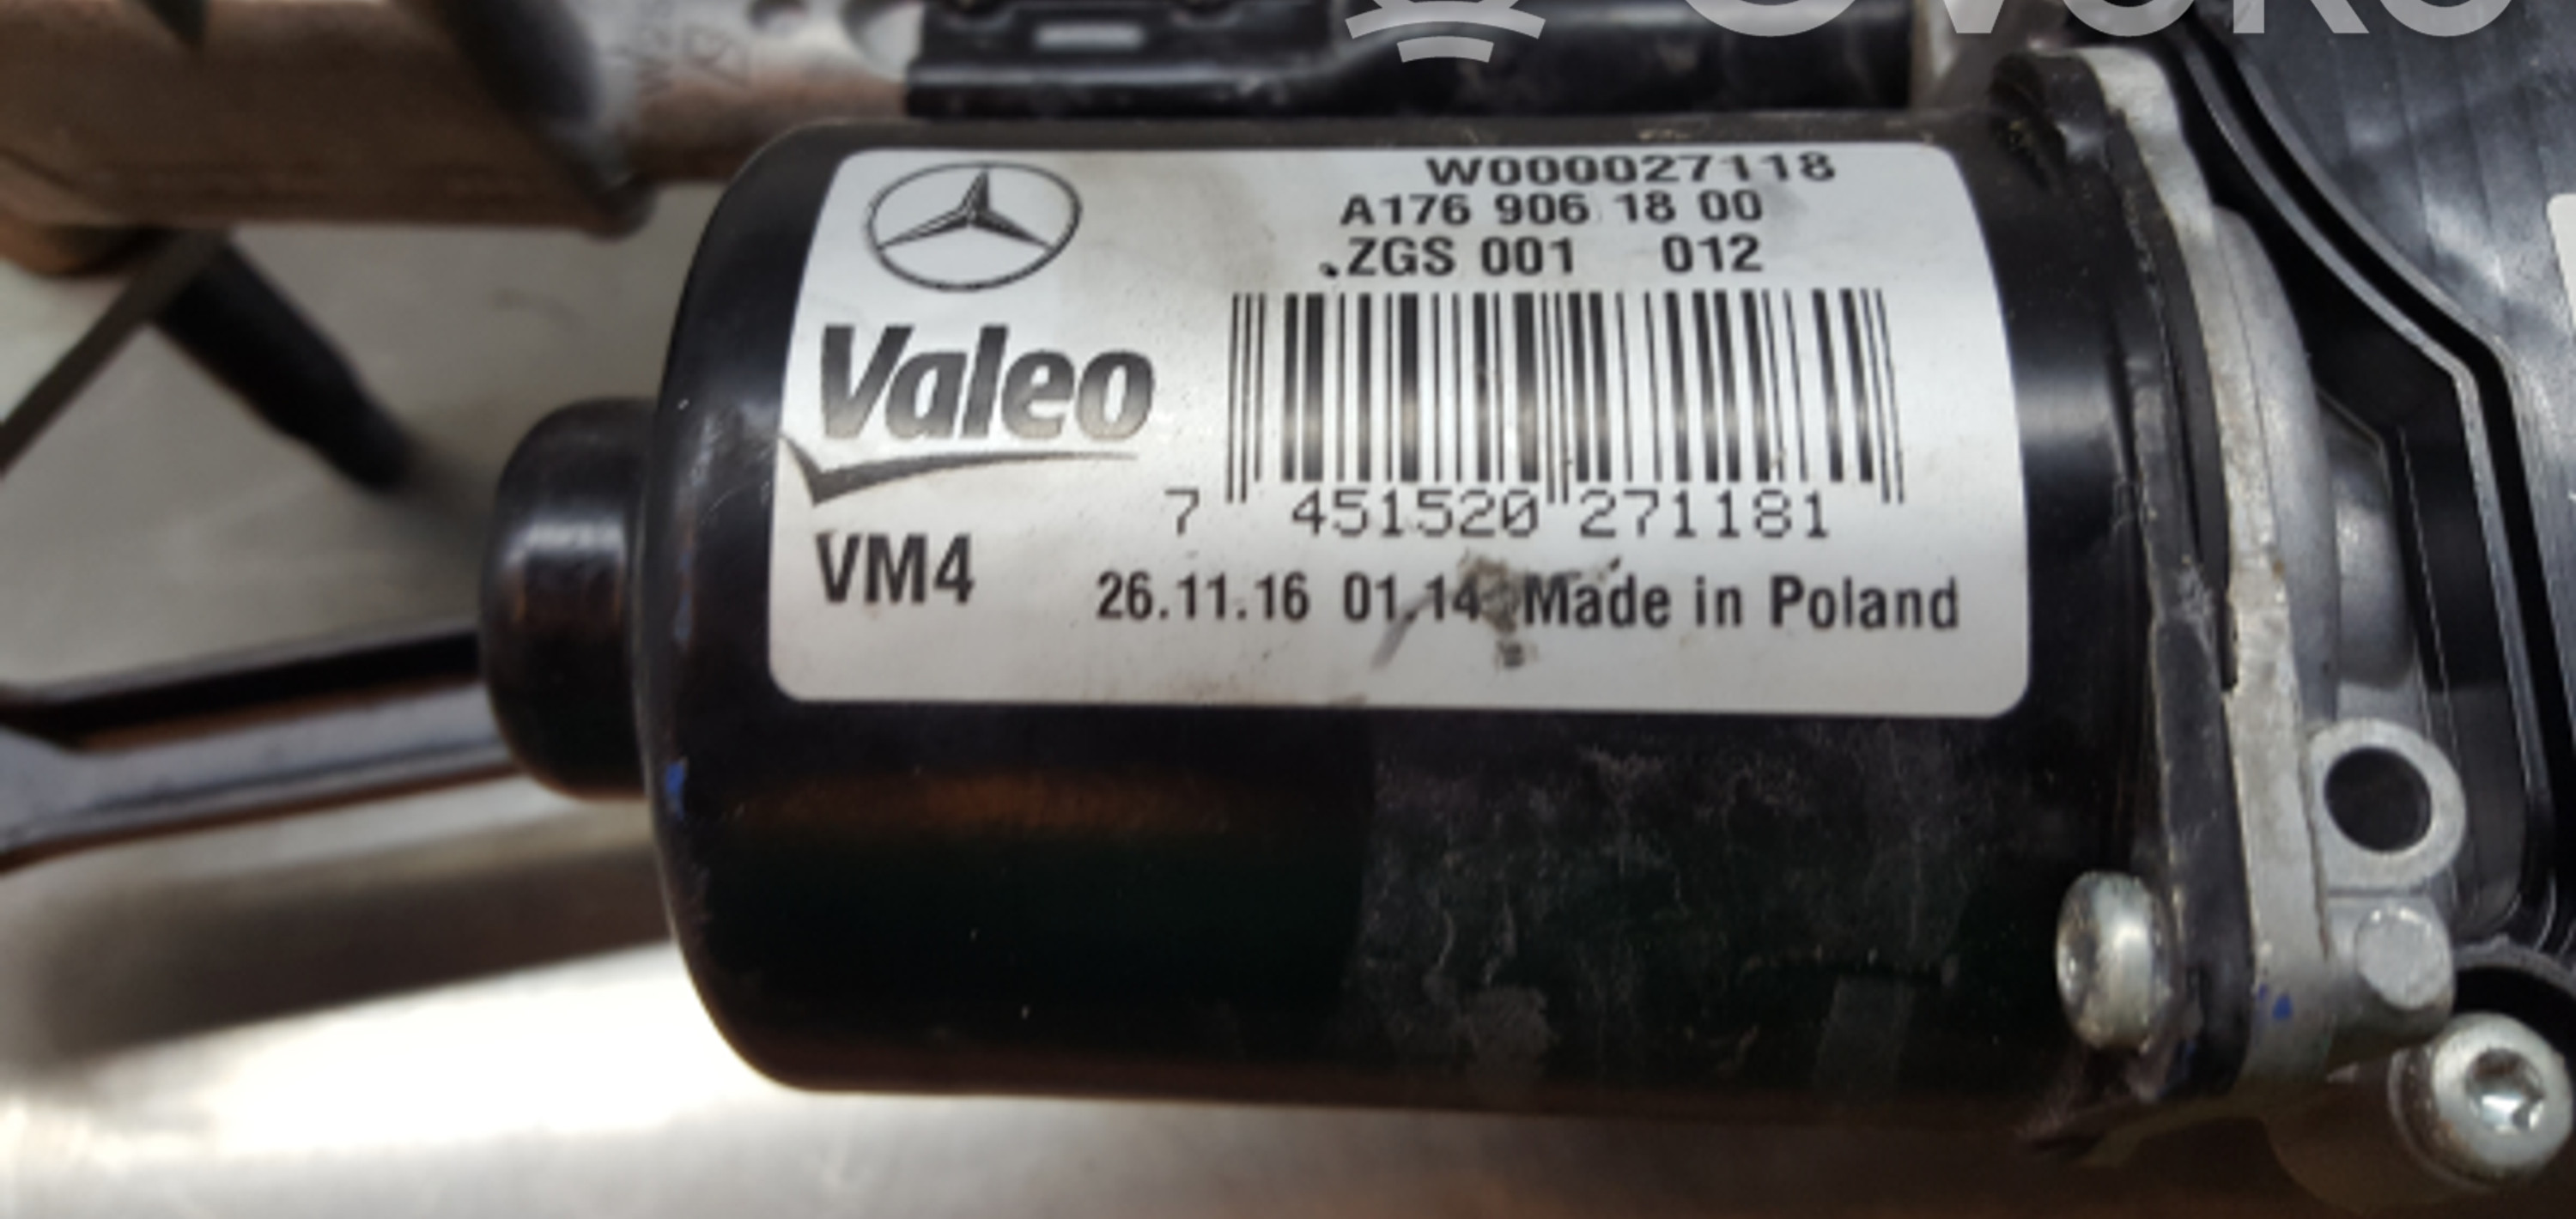 W000027118
A176 906 18 00
.ZGS 001 012
Valeo
7 451520 271181
VM4
26.11.16 01.14 Made in Poland